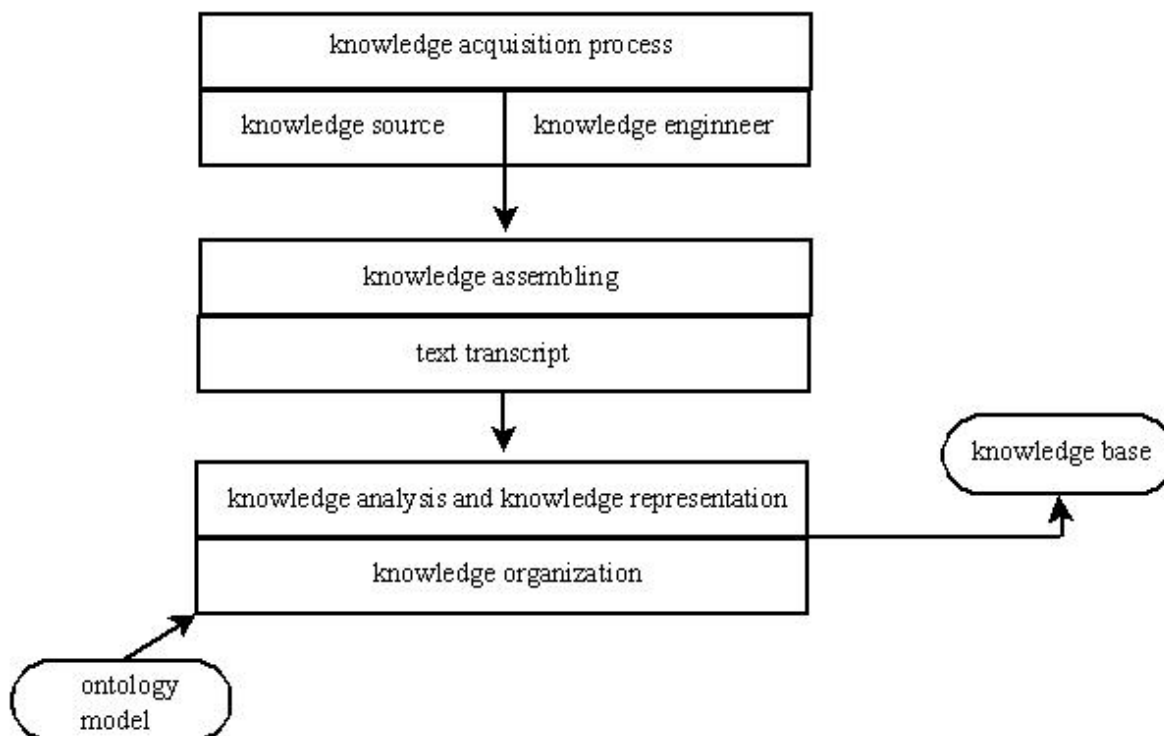 knowledge acquisition process
knowledge source
knowledge enginneer
knowledge assembling
text transcript
knowledge analysis and knowledge representation
knowledge organization
knowledge base
ontology
model